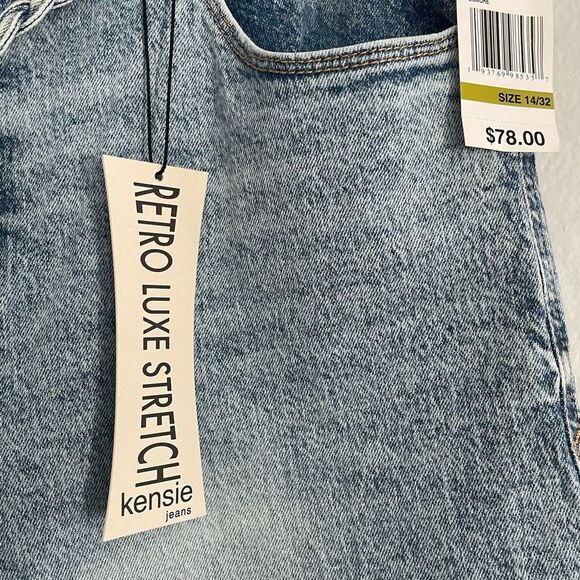 RETRO LUXE STRETCH
kensie
jeans
SIZE 14/32
$78.00